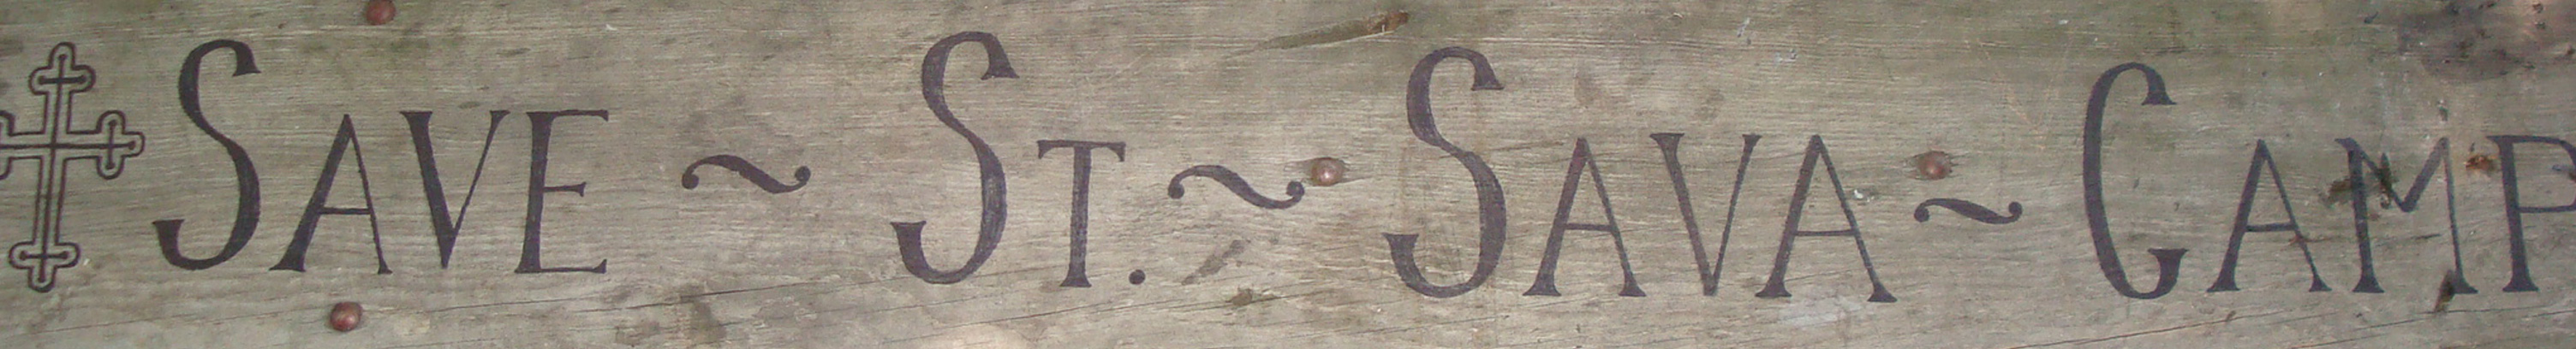 SAVE ~ ST. ~ SAVA ~ CAMP